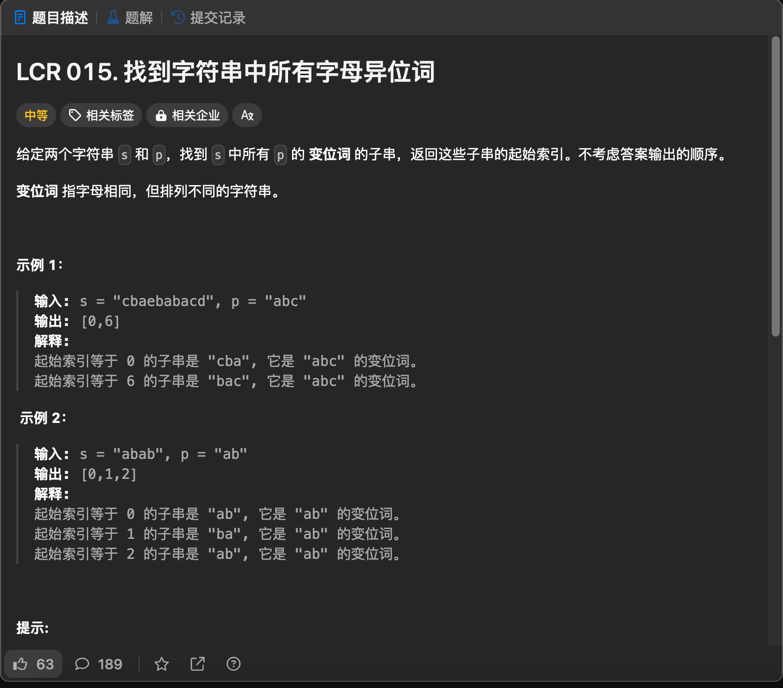 题目描述 题解 提交记录
LCR 015. 找到字符串中所有字母异位词
中等 相关标签 相关企业
给定两个字符串 s 和 p，找到 s 中所有 p 的 变位词 的子串，返回这些子串的起始索引。不考虑答案输出的顺序。
变位词 指字母相同，但排列不同的字符串。
示例 1：
输入: s = "cbaebabacd", p = "abc"
输出: [0,6]
解释:
起始索引等于 0 的子串是 "cba", 它是 "abc" 的变位词。
起始索引等于 6 的子串是 "bac", 它是 "abc" 的变位词。
示例 2：
输入: s = "abab", p = "ab"
输出: [0,1,2]
解释:
起始索引等于 0 的子串是 "ab", 它是 "ab" 的变位词。
起始索引等于 1 的子串是 "ba", 它是 "ab" 的变位词。
起始索引等于 2 的子串是 "ab", 它是 "ab" 的变位词。
提示:
63 189